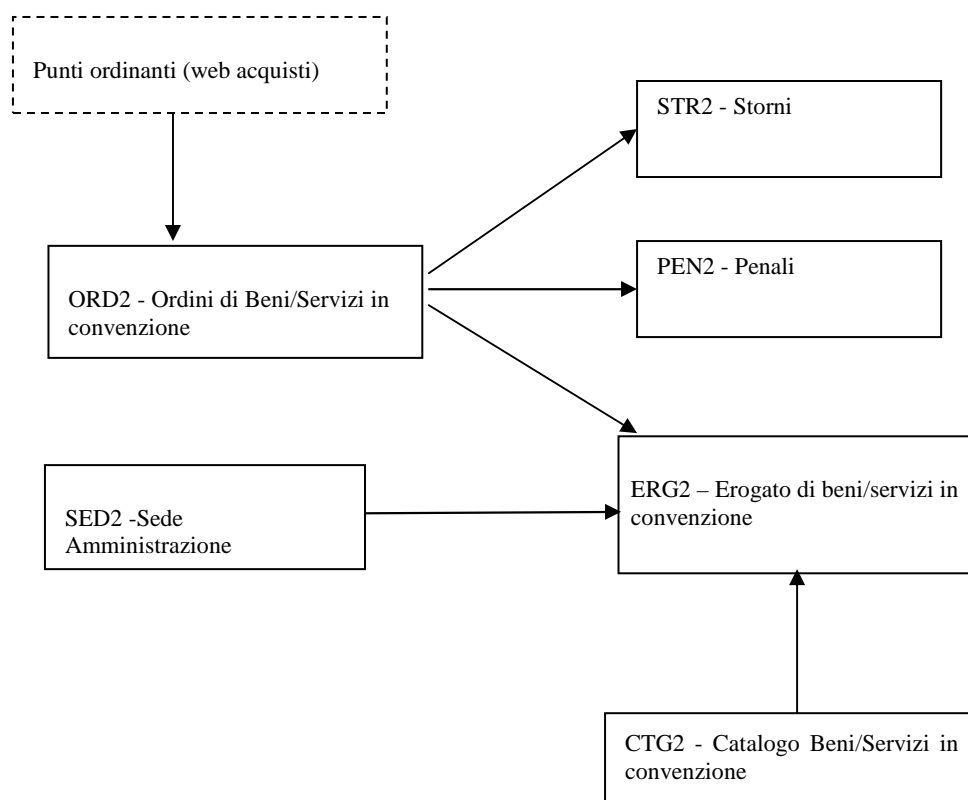 Punti ordinanti (web acquisti)
STR2 - Storni
PEN2 - Penali
ORD2 - Ordini di Beni/Servizi in
convenzione
ERG2 – Erogato di beni/servizi in
convenzione
SED2 -Sede
Amministrazione
CTG2 - Catalogo Beni/Servizi in
convenzione